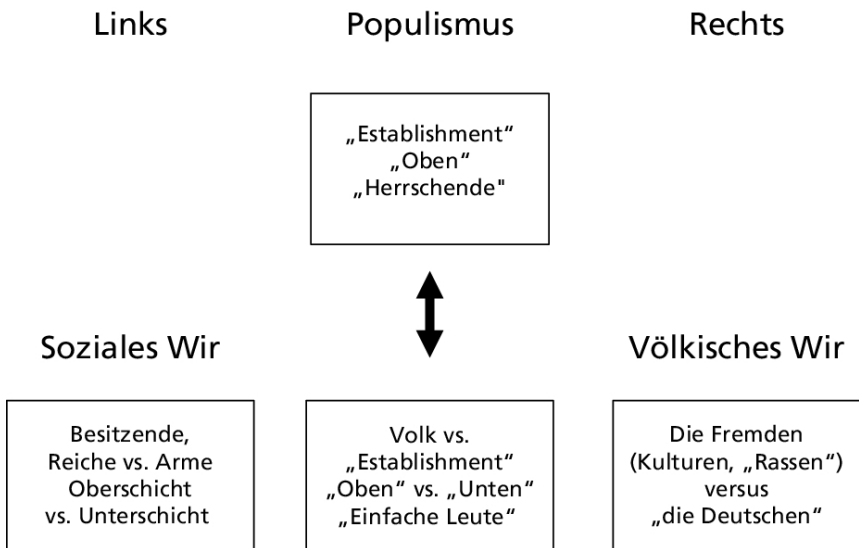 Links
Populismus
Rechts
„Establishment“
„Oben“
„Herrschende"
Soziales Wir
Völkisches Wir
Besitzende,
Reiche vs. Arme
Oberschicht
vs. Unterschicht
Volk vs.
„Establishment“
„Oben“ vs. „Unten“
„Einfache Leute“
Die Fremden
(Kulturen, „Rassen“)
versus
„die Deutschen“